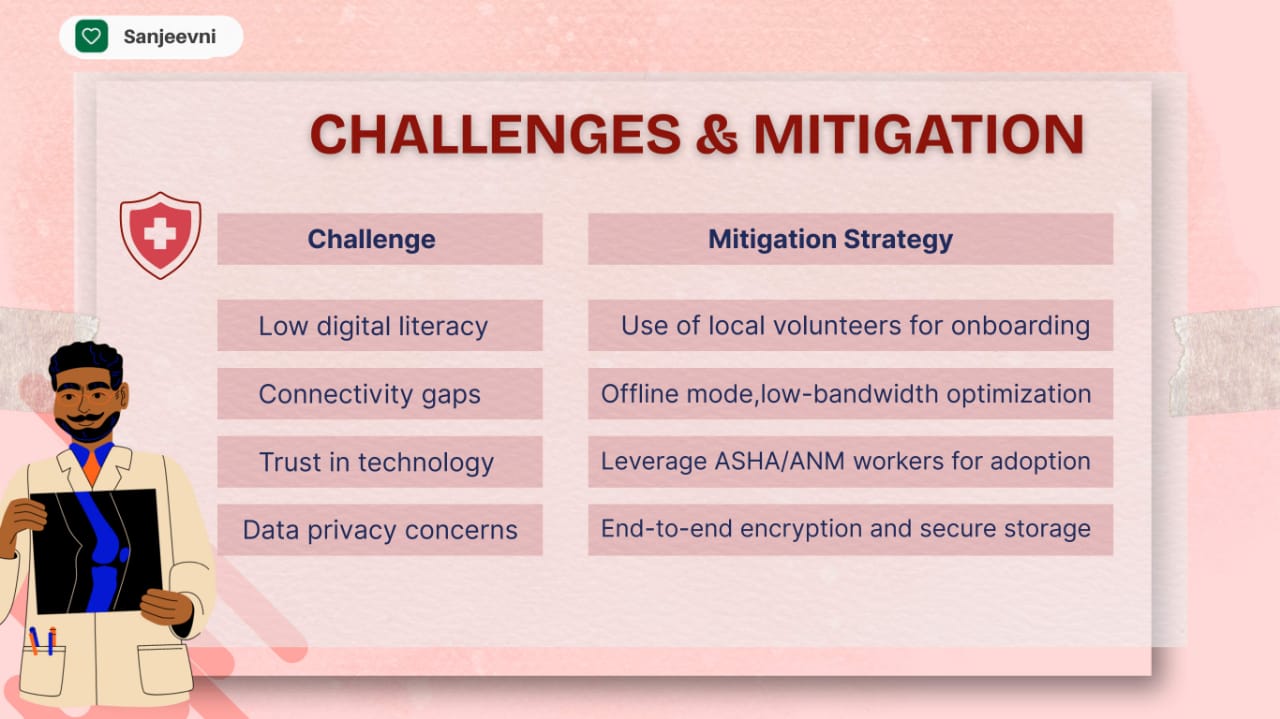 Sanjeevni
CHALLENGES & MITIGATION
Challenge
Mitigation Strategy
Low digital literacy
Use of local volunteers for onboarding
Connectivity gaps
Offline mode,low-bandwidth optimization
Trust in technology
Leverage ASHA/ANM workers for adoption
Data privacy concerns
End-to-end encryption and secure storage